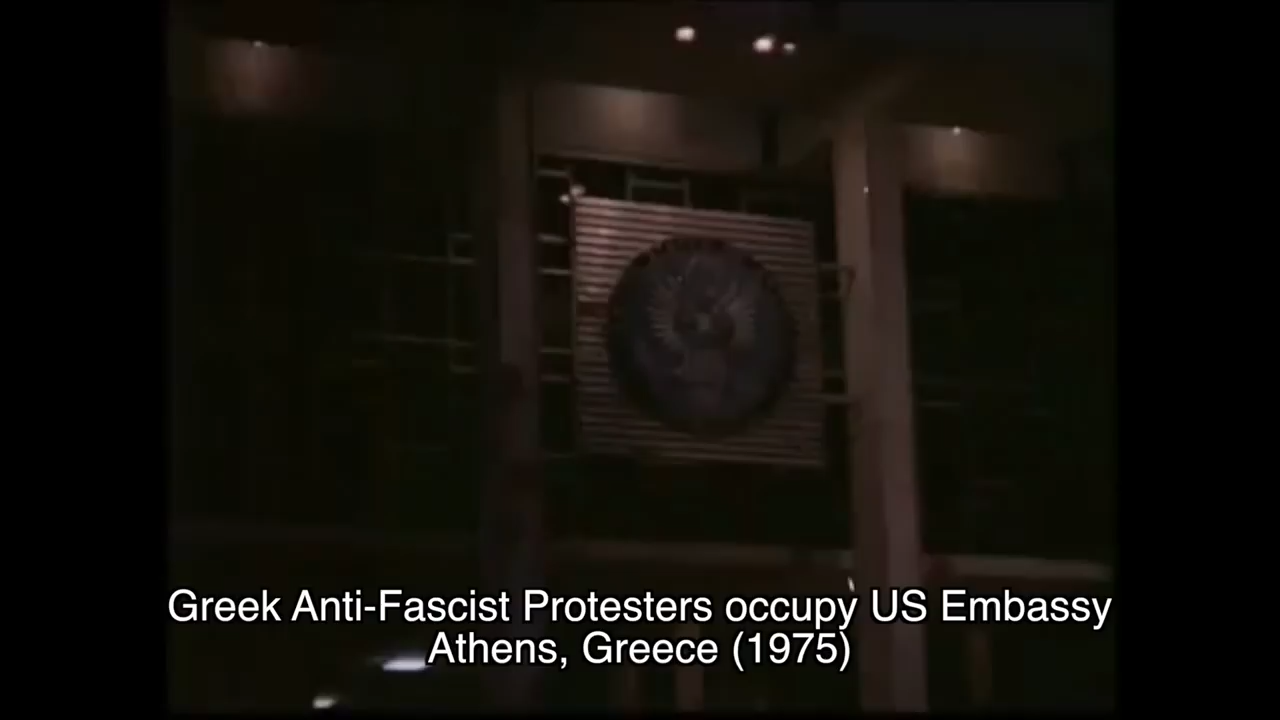 Greek Anti-Fascist Protesters occupy US Embassy
Athens, Greece (1975)